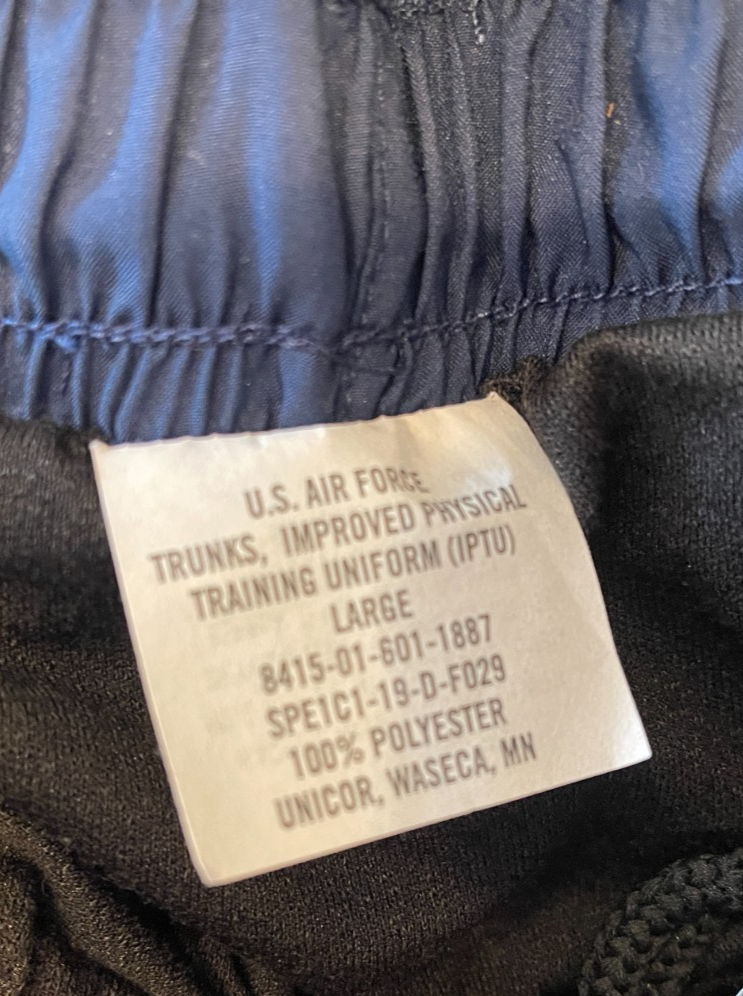 U.S. AIR FORCE
TRUNKS, IMPROVED PHYSICAL
TRAINING UNIFORM (IPTU)
LARGE
8415-01-601-1887
SPE1C1-19-D-F029
100% POLYESTER
UNICOR, WASECA, MN